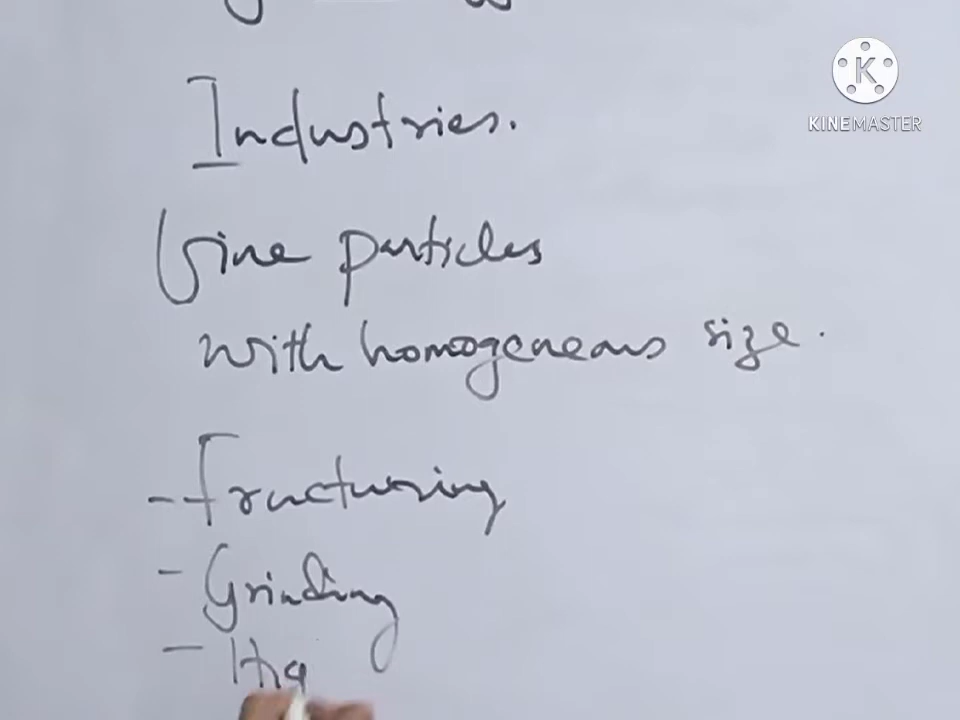 Industries.
Fine particles
with homogeneous size.
- Fracturing
- Grinding
KINEMASTER